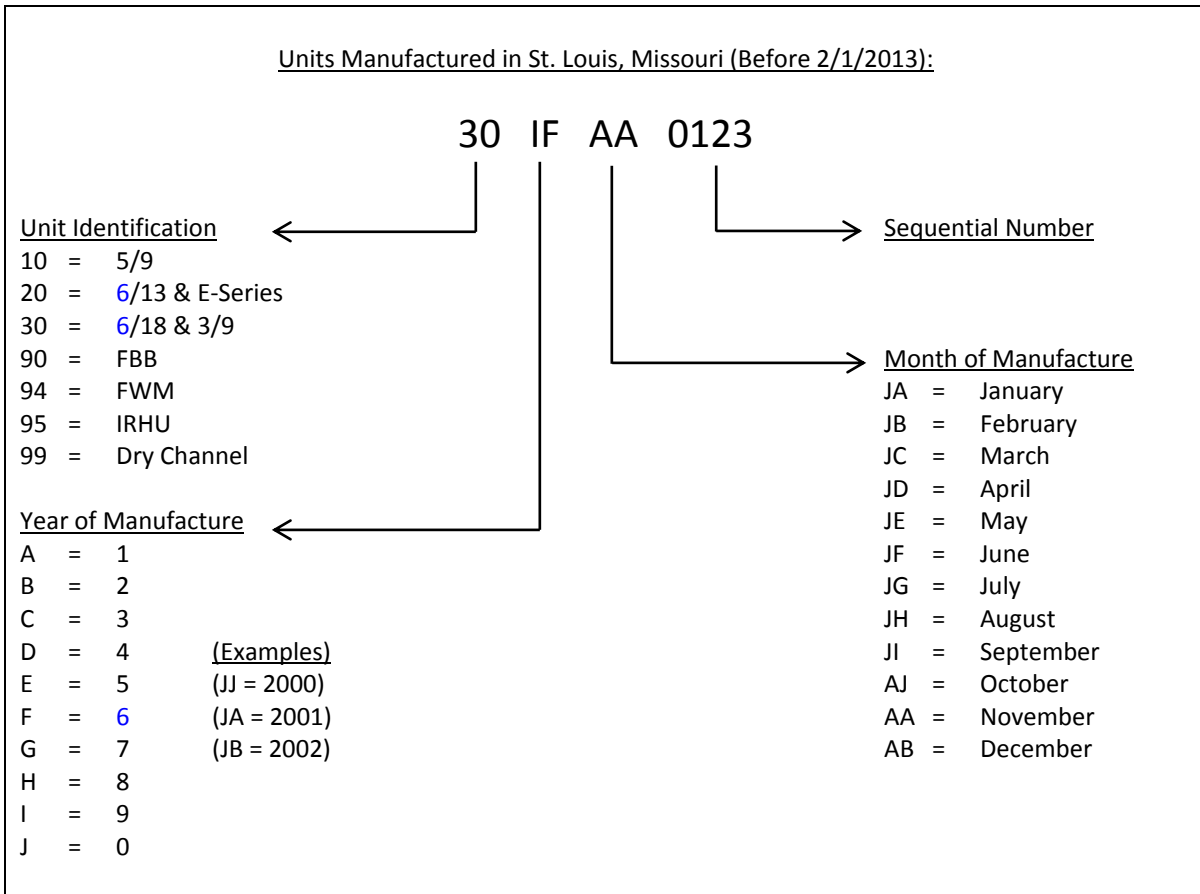 Units Manufactured in St. Louis, Missouri (Before 2/1/2013):
30 IF AA 0123
Unit Identification
10 = 5/9
20 = 6/13 & E-Series
30 = 6/18 & 3/9
90 = FBB
94 = FWM
95 = IRHU
99 = Dry Channel
Year of Manufacture
A = 1
B = 2
C = 3
D = 4 (Examples)
E = 5 (JJ = 2000)
F = 6 (JA = 2001)
G = 7 (JB = 2002)
H = 8
I = 9
J = 0
Sequential Number
Month of Manufacture
JA = January
JB = February
JC = March
JD = April
JE = May
JF = June
JG = July
JH = August
JI = September
AJ = October
AA = November
AB = December